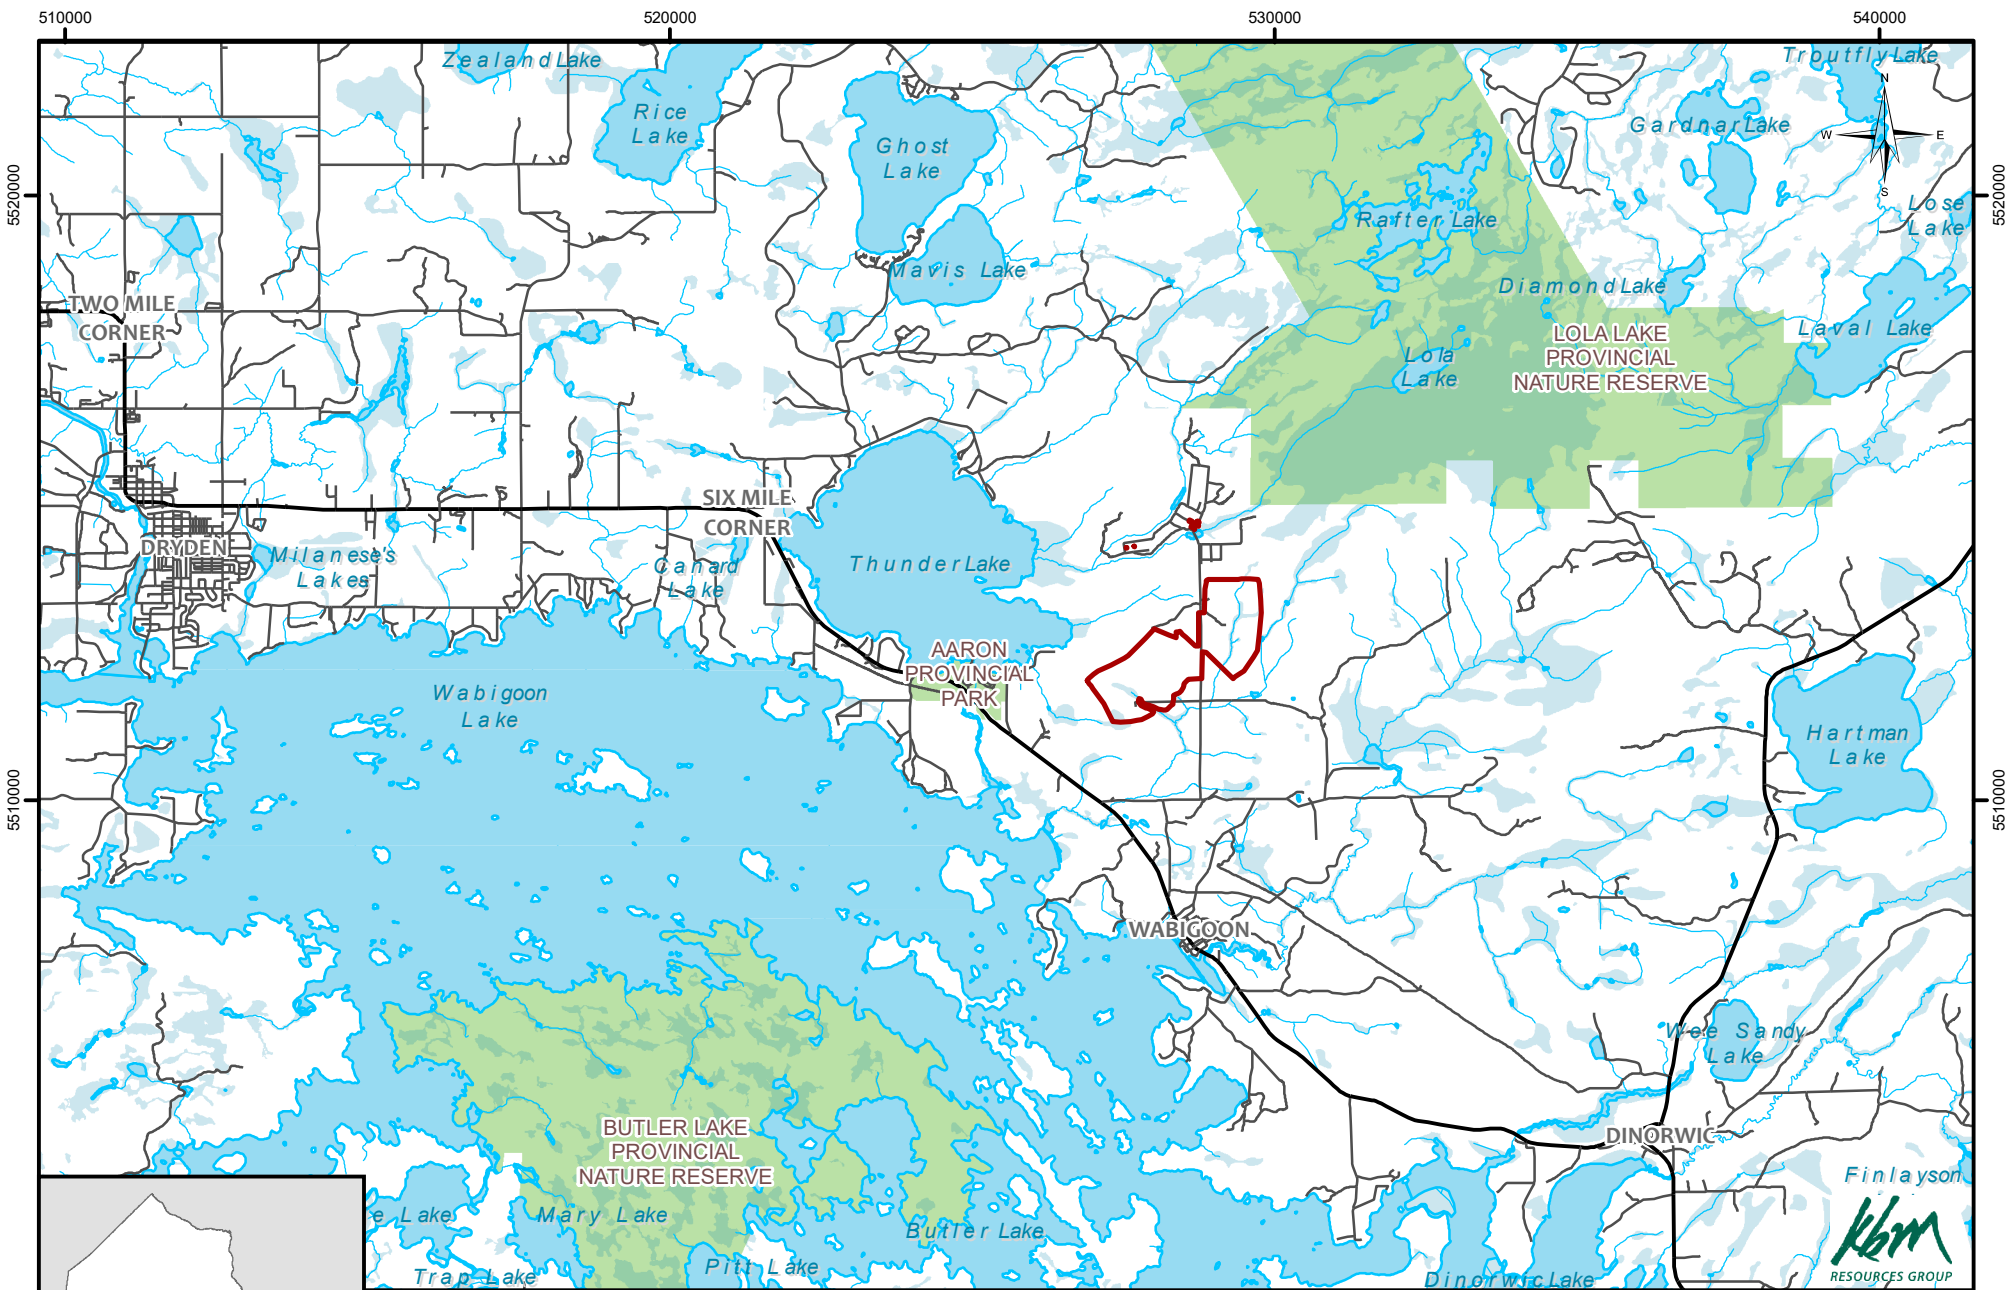 510000
520000
530000
540000
Zealand Lake
Troutfly Lake
N
Rice
Lake
Gardnar Lake
W
E
Ghost
Lake
S
5520000
5520000
Lose
Lake
Rafter Lake
Mavis Lake
Diamond Lake
TWO MILE
CORNER
Laval Lake
LOLA LAKE
PROVINCIAL
NATURE RESERVE
Lola
Lake
SIX MILE
CORNER
DRYDEN
Milanese's
Lakes
Canard
Lake
Thunder Lake
AARON
PROVINCIAL
PARK
Wabigoon
Lake
Hartman
Lake
5510000
5510000
WABIGOON
Wee Sandy
Lake
BUTLER LAKE
PROVINCIAL
NATURE RESERVE
DINORWIC
Finlayson
e Lake
Mary Lake
Butler Lake
Trap Lake
Pitt Lake
Dinorwic Lake
kbm
RESOURCES GROUP